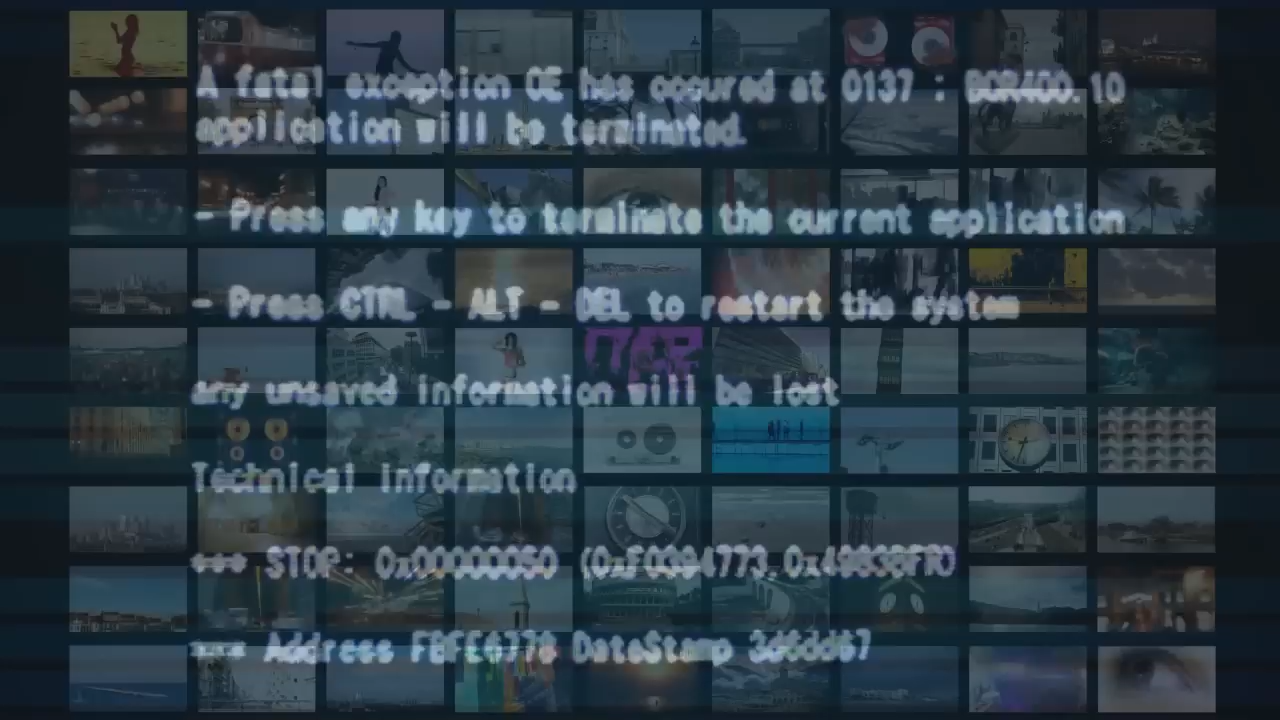 A fatal exception OE has occured at 0137 : BOR400.10
application will be terminated.
- Press any key to terminate the current application
- Press CTRL - ALT - DEL to restart the system
any unsaved information will be lost
Technical information
*** STOP: 0x00000050
*** Address DateStamp 3d6dd67